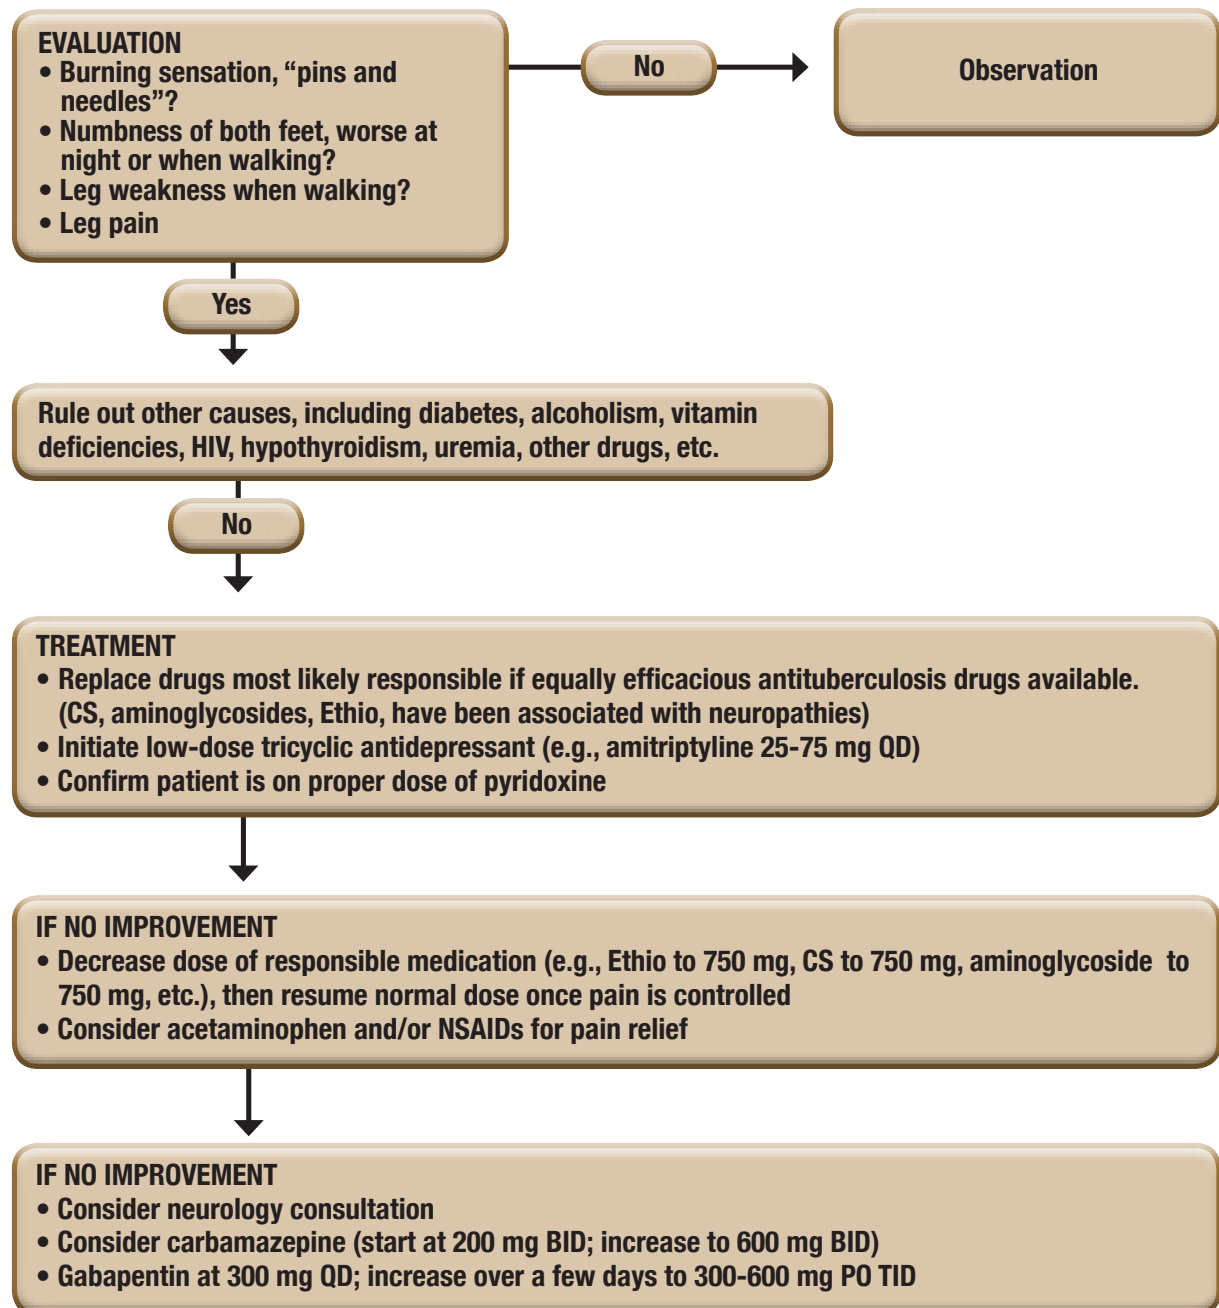 EVALUATION
• Burning sensation, “pins and
needles”?
• Numbness of both feet, worse at
night or when walking?
• Leg weakness when walking?
• Leg pain
No
Observation
Yes
Rule out other causes, including diabetes, alcoholism, vitamin
deficiencies, HIV, hypothyroidism, uremia, other drugs, etc.
No
TREATMENT
• Replace drugs most likely responsible if equally efficacious antituberculosis drugs available.
(CS, aminoglycosides, Ethio, have been associated with neuropathies)
• Initiate low-dose tricyclic antidepressant (e.g., amitriptyline 25-75 mg QD)
• Confirm patient is on proper dose of pyridoxine
IF NO IMPROVEMENT
• Decrease dose of responsible medication (e.g., Ethio to 750 mg, CS to 750 mg, aminoglycoside to
750 mg, etc.), then resume normal dose once pain is controlled
• Consider acetaminophen and/or NSAIDs for pain relief
IF NO IMPROVEMENT
• Consider neurology consultation
• Consider carbamazepine (start at 200 mg BID; increase to 600 mg BID)
• Gabapentin at 300 mg QD; increase over a few days to 300-600 mg PO TID